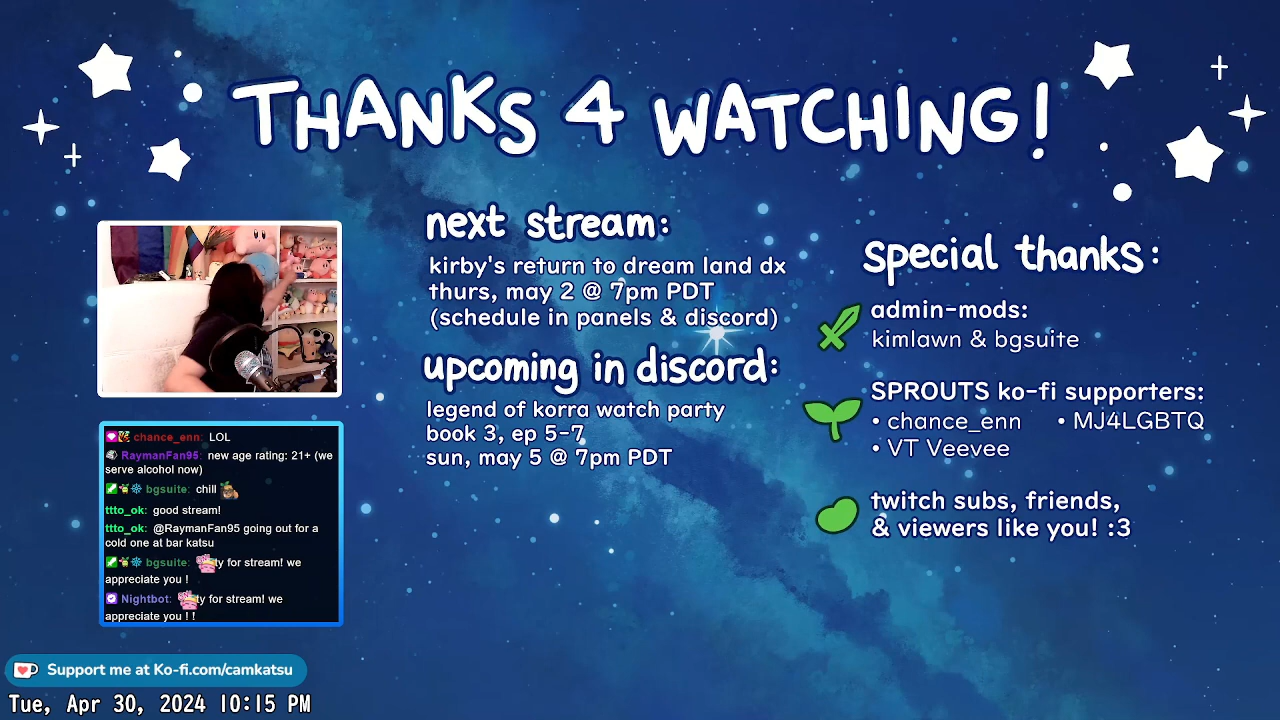 THANKS 4 WATCHING!
next stream:
kirby's return to dream land dx
thurs, may 2 @ 7pm PDT
(schedule in panels & discord)
upcoming in discord:
legend of korra watch party
book 3, ep 5-7
sun, may 5 @ 7pm PDT
special thanks:
admin-mods:
kimlawn & bgsuite
SPROUTS ko-fi supporters:
• chance_enn • MJ4LGBTQ
• VT Veevee
twitch subs, friends,
& viewers like you! :3
chance_enn: LOL
RaymanFan95: new age rating: 21+ (we
serve alcohol now)
bgsuite: chill
ttto_ok: good stream!
ttto_ok: @RaymanFan95 going out for a
cold one at bar katsu
bgsuite: ty for stream! we
appreciate you !
Nightbot: ty for stream! we
appreciate you ! !
Support me at Ko-fi.com/camkatsu
Tue, Apr 30, 2024 10:15 PM